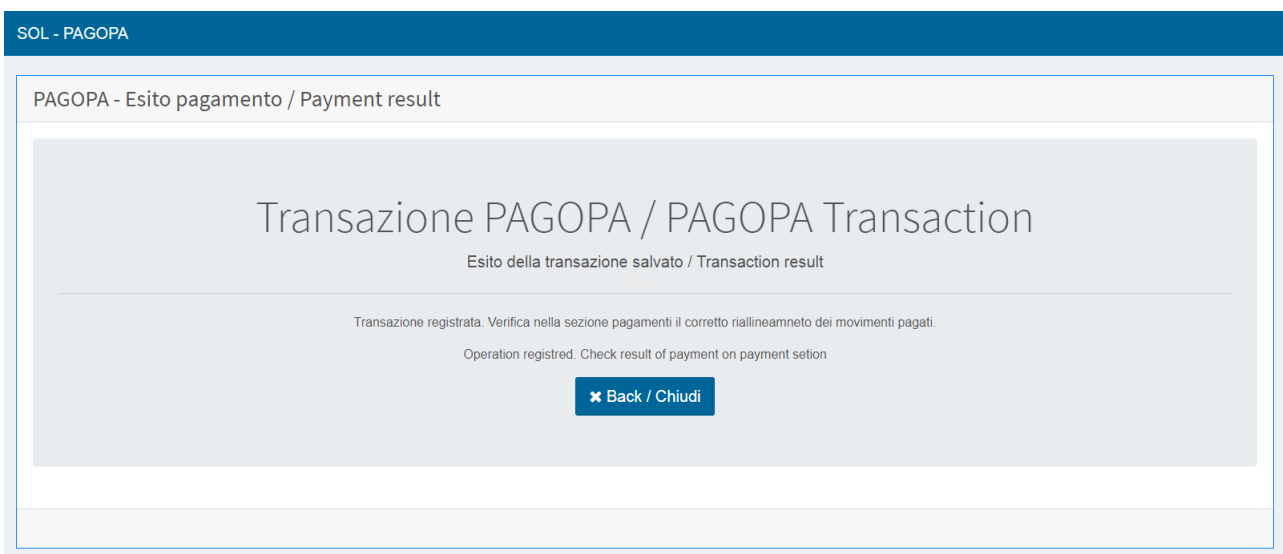 SOL - PAGOPA
PAGOPA - Esito pagamento / Payment result
Transazione PAGOPA / PAGOPA Transaction
Esito della transazione salvato / Transaction result
Transazione registrata. Verifica nella sezione pagamenti il corretto riallineamneto dei movimenti pagati.
Operation registred. Check result of payment on payment setion
✖ Back / Chiudi